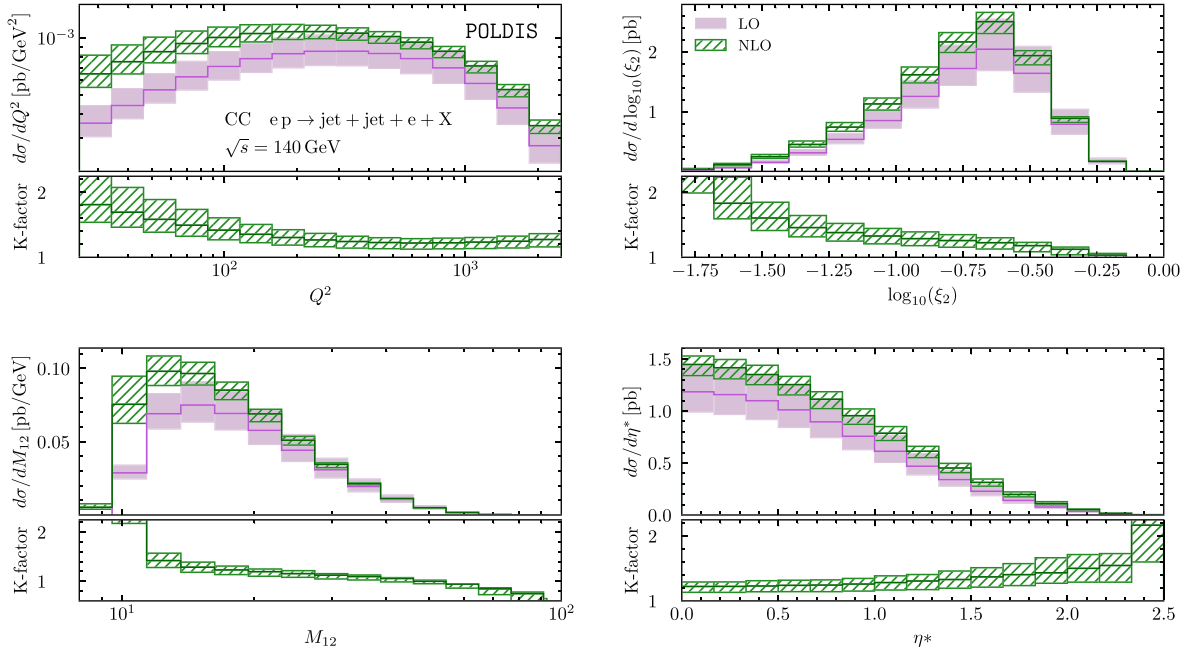 dσ/dQ² [pb/GeV²]
10⁻³
POLDIS
CC e p → jet + jet + e + X
√s = 140 GeV
K-factor
2
1
10² 10³
Q²
dσ/d log₁₀(ξ₂) [pb]
2
1
LO
NLO
K-factor
2
1
−1.75 −1.50 −1.25 −1.00 −0.75 −0.50 −0.25 0.00
log₁₀(ξ₂)
dσ/dM₁₂ [pb/GeV]
0.10
0.05
K-factor
2
1
10¹ 10²
M₁₂
dσ/dη* [pb]
1.5
1.0
0.5
0.0
K-factor
2
1
0.0 0.5 1.0 1.5 2.0 2.5
η*